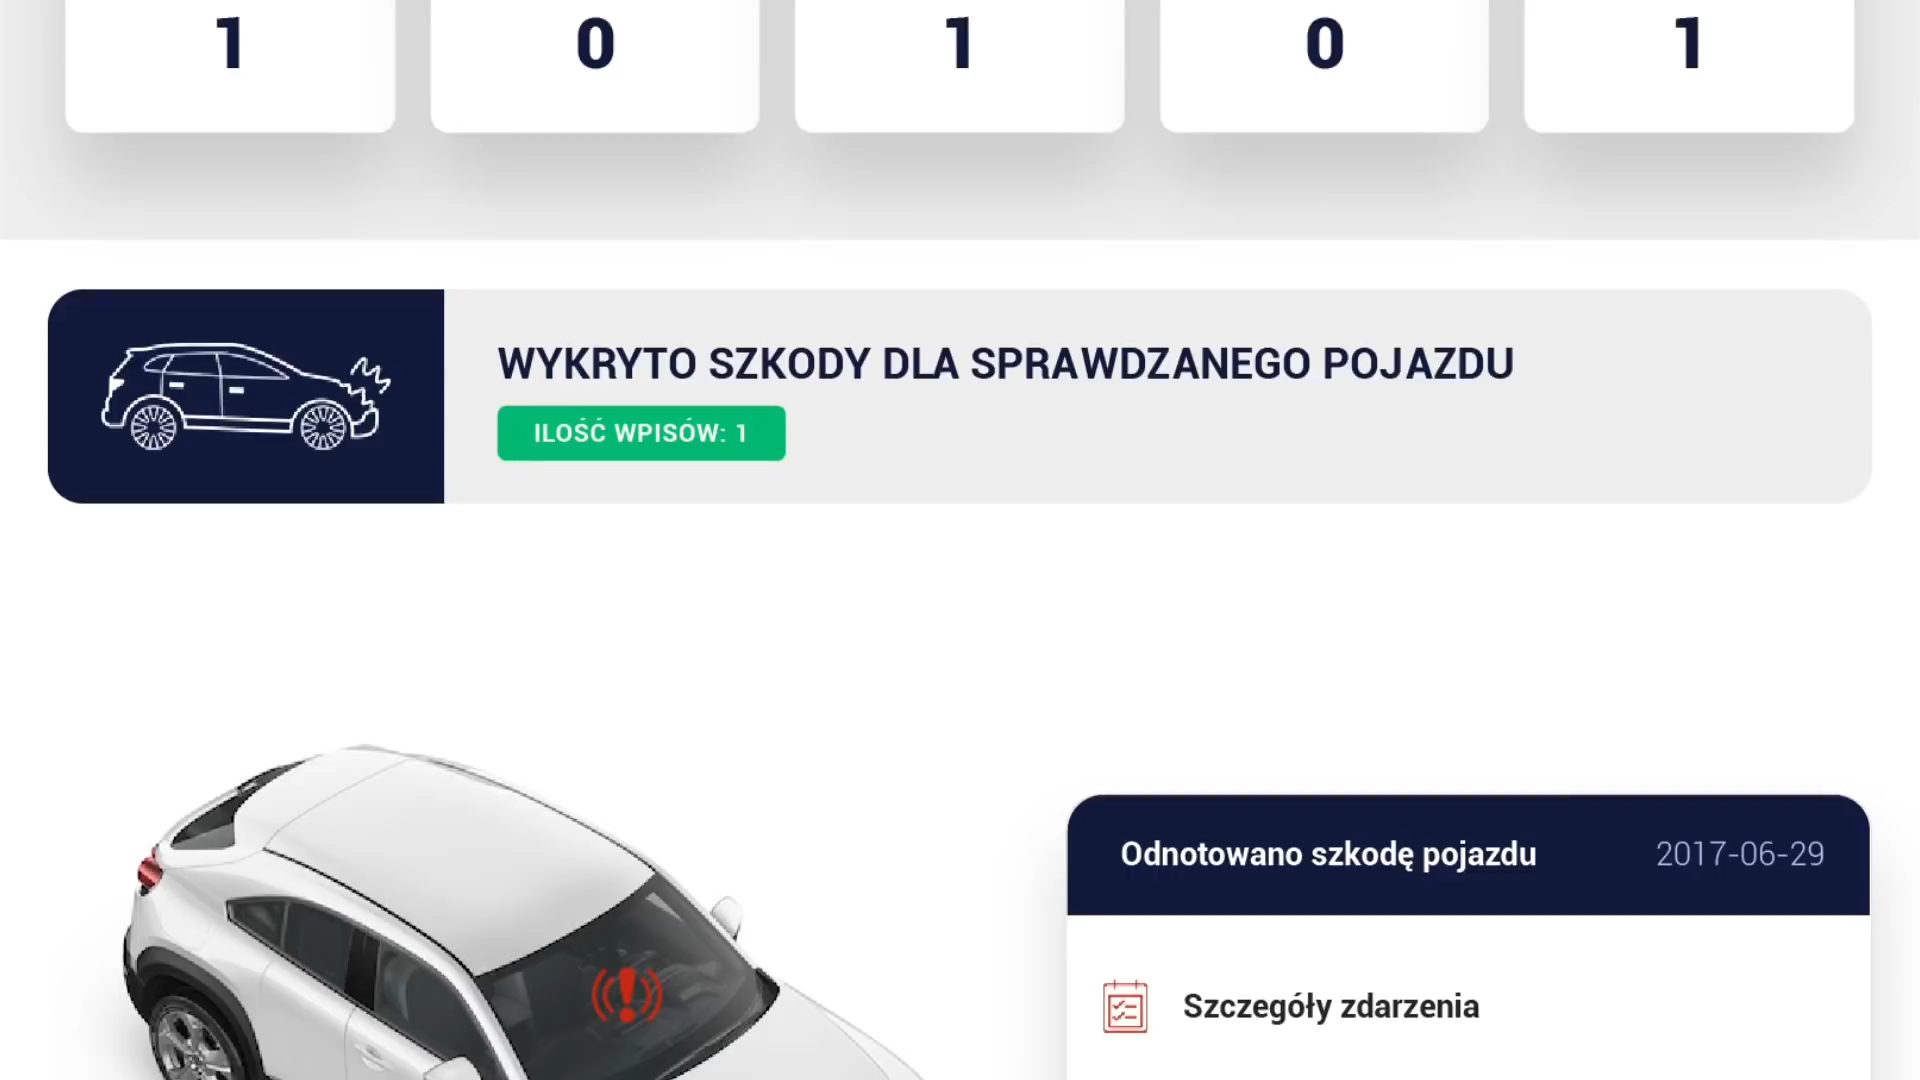 1 0 1 0 1
WYKRYTO SZKODY DLA SPRAWDZANEGO POJAZDU
ILOŚĆ WPISÓW: 1
Odnotowano szkodę pojazdu 2017-06-29
Szczegóły zdarzenia